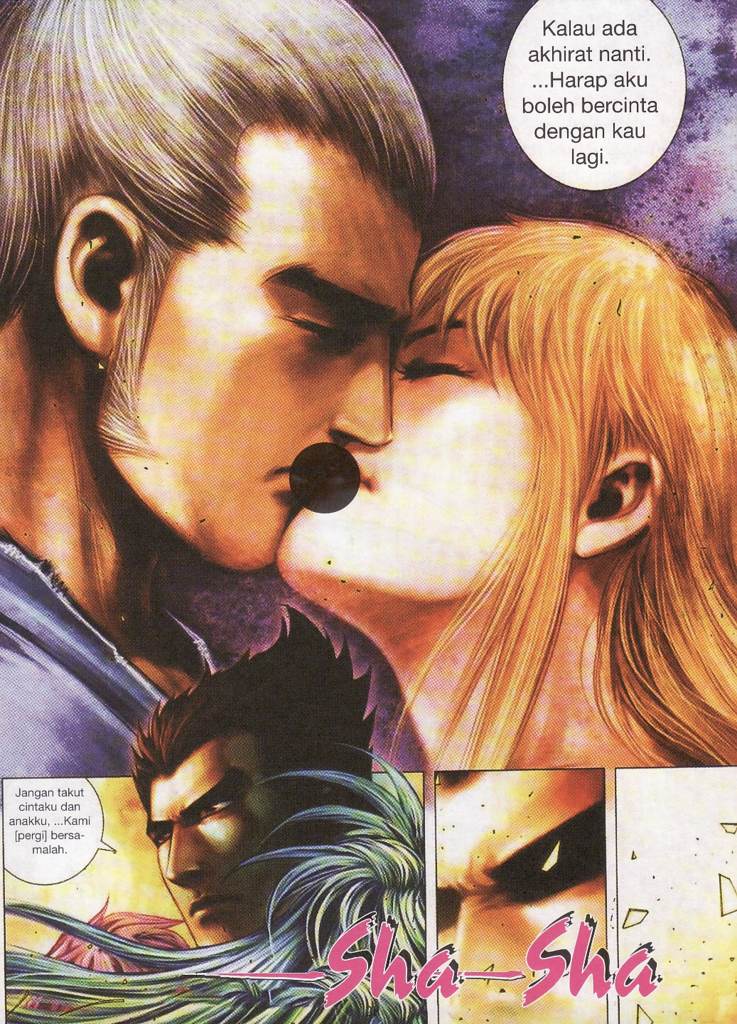 Kalau ada
akhirat nanti.
...Harap aku
boleh bercinta
dengan kau
lagi.
Jangan takut
cintaku dan
anakku, ...Kami
[pergi] bersa-
malah.
Sha—Sha